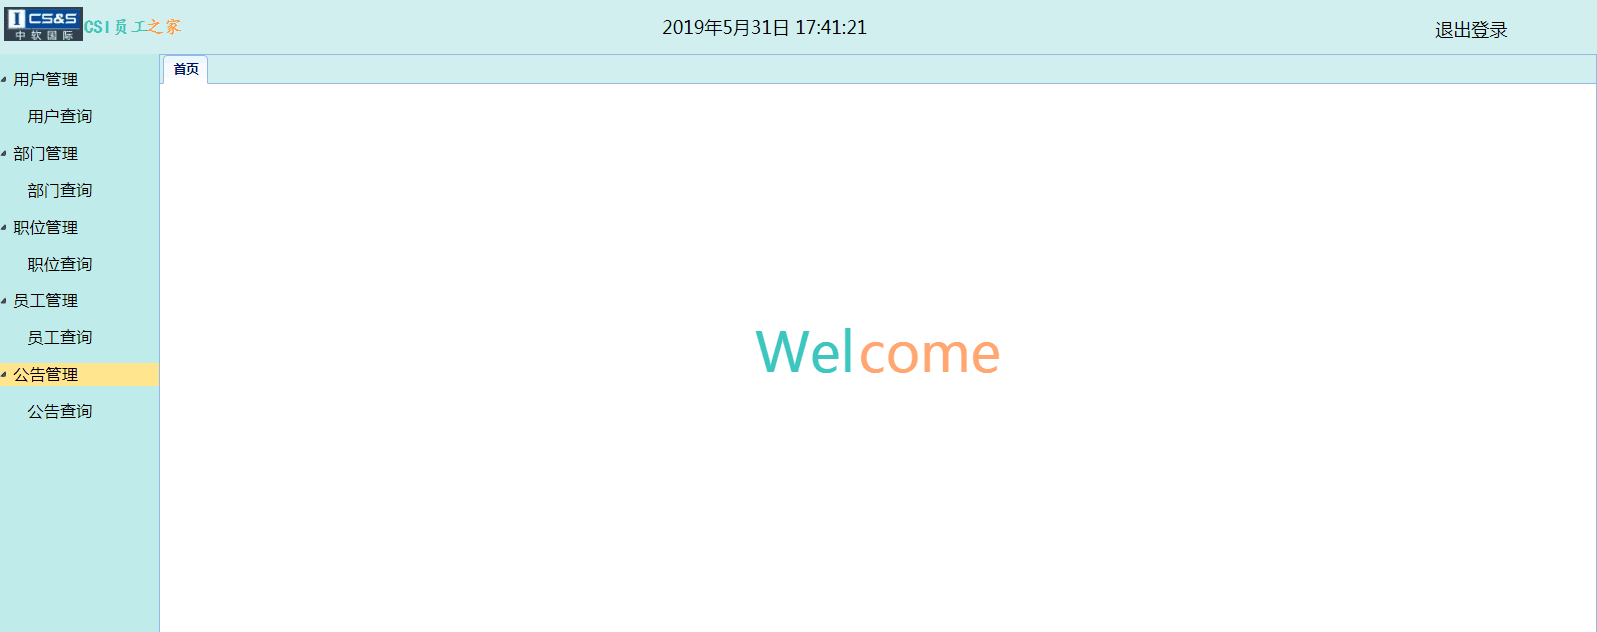 CS&S
中软国际
CSI员工之家
2019年5月31日 17:41:21
退出登录
首页
用户管理
用户查询
部门管理
部门查询
职位管理
职位查询
员工管理
员工查询
公告管理
公告查询
Welcome